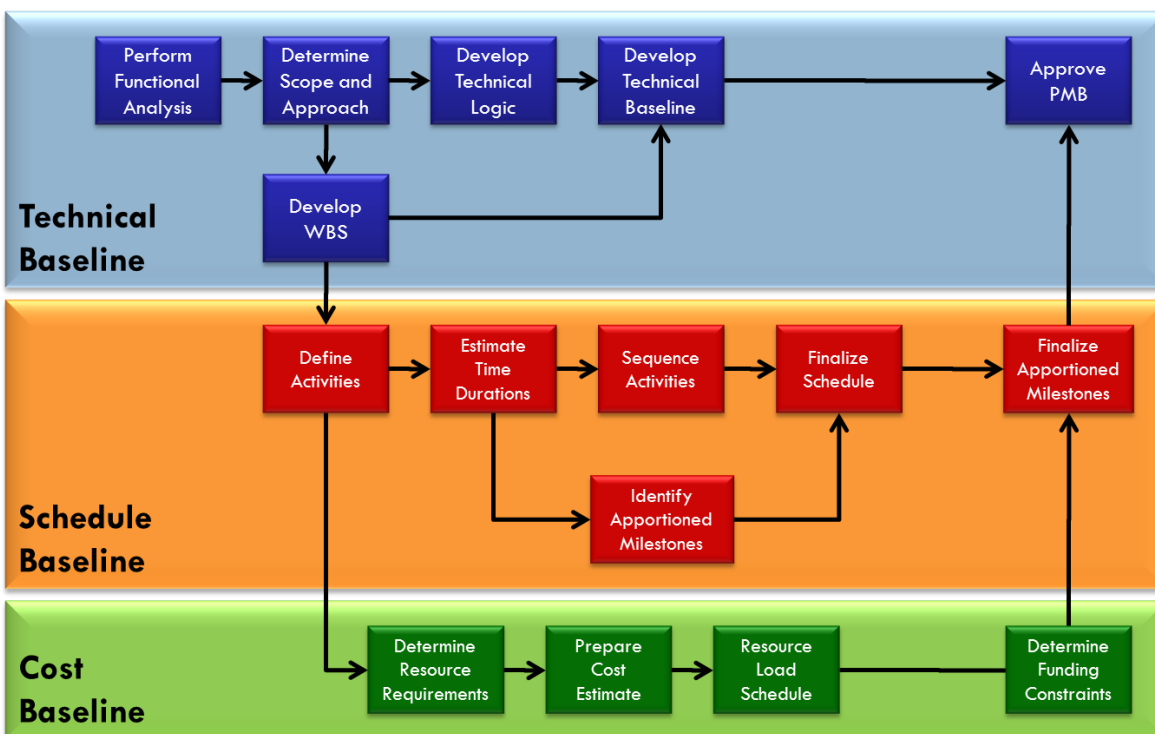 Perform
Functional
Analysis
Determine
Scope and
Approach
Develop
Technical
Logic
Develop
Technical
Baseline
Approve
PMB
Develop
WBS
Technical
Baseline
Define
Activities
Estimate
Time
Durations
Sequence
Activities
Finalize
Schedule
Finalize
Apportioned
Milestones
Identify
Apportioned
Milestones
Schedule
Baseline
Determine
Resource
Requirements
Prepare
Cost
Estimate
Resource
Load
Schedule
Determine
Funding
Constraints
Cost
Baseline